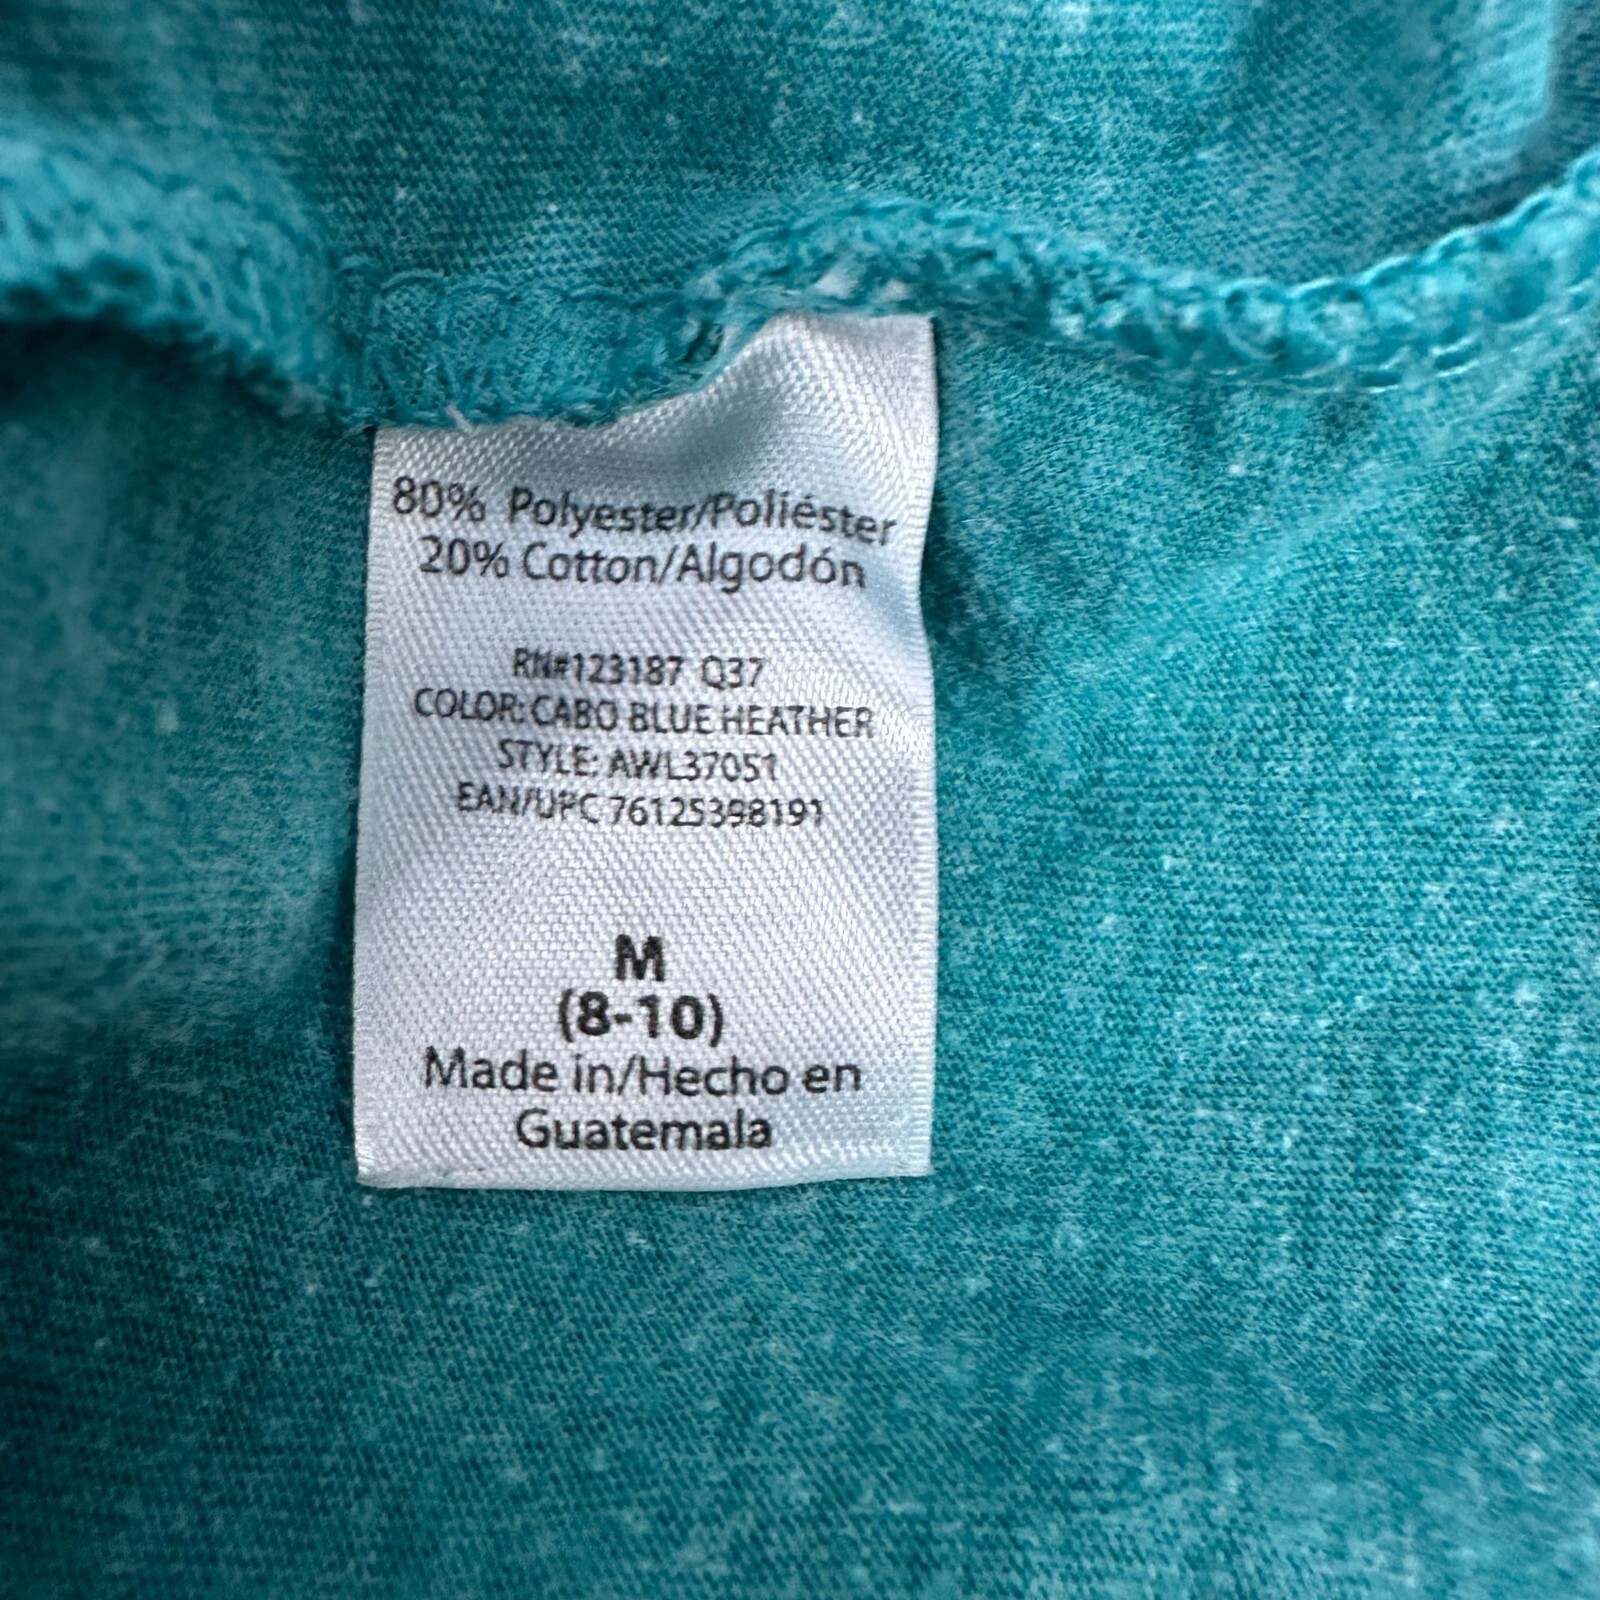 80% Polyester/Poliéster
20% Cotton/Algodón
RN#123187 Q37
COLOR: CABO BLUE HEATHER
STYLE: AWL37051
EAN/UPC 76125398191
M
(8-10)
Made in/Hecho en
Guatemala